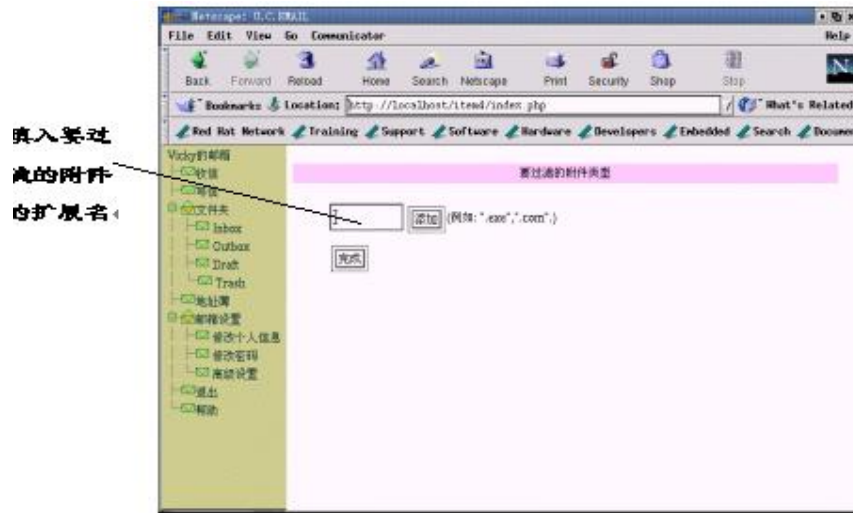 Netscape: U.C.EMAIL
File Edit View Go Communicator Help
Back Forward Reload Home Search Netscape Print Security Shop Stop N
Bookmarks Location: http://localhost/item4/index.php What's Related
Red Hat Network Training Support Software Hardware Developers Embedded Search Documen
填入要过
滤的附件
的扩展名
Vicky的邮箱
收信
写信
文件夹
Inbox
Outbox
Draft
Trash
地址簿
邮箱设置
修改个人信息
修改密码
高级设置
退出
帮助
要过滤的附件类型
添加 (例如: ".exe",".com".)
完成